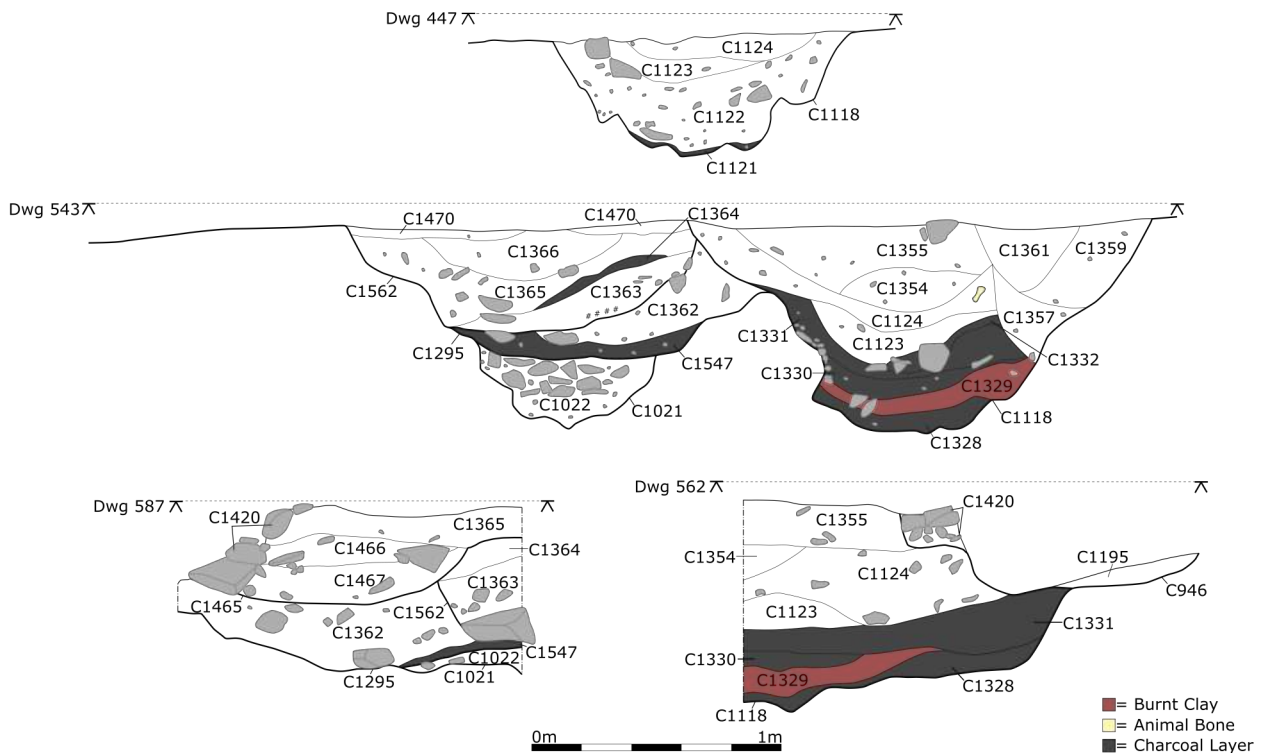 Dwg 447
C1124
C1123
C1122
C1118
C1121
Dwg 543
C1470
C1470
C1364
C1366
C1355
C1361
C1359
C1562
C1365
C1363
C1354
C1362
C1124
C1357
C1331
C1123
C1295
C1547
C1332
C1330
C1329
C1022
C1021
C1118
C1328
Dwg 587
C1420
C1365
C1466
C1364
C1467
C1363
C1465
C1562
C1362
C1547
C1022
C1295
C1021
Dwg 562
C1420
C1355
C1354
C1195
C1124
C946
C1123
C1331
C1330
C1329
C1328
C1118
0m 1m
= Burnt Clay
= Animal Bone
= Charcoal Layer